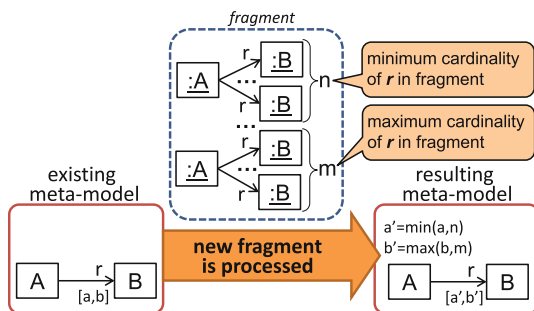 fragment
r
:B
:A
...
n
r
:B
...
r
:B
:A
...
m
r
:B
minimum cardinality
of r in fragment
maximum cardinality
of r in fragment
existing
meta-model
A
r
B
[a,b]
new fragment
is processed
resulting
meta-model
a'=min(a,n)
b'=max(b,m)
A
r
B
[a',b']